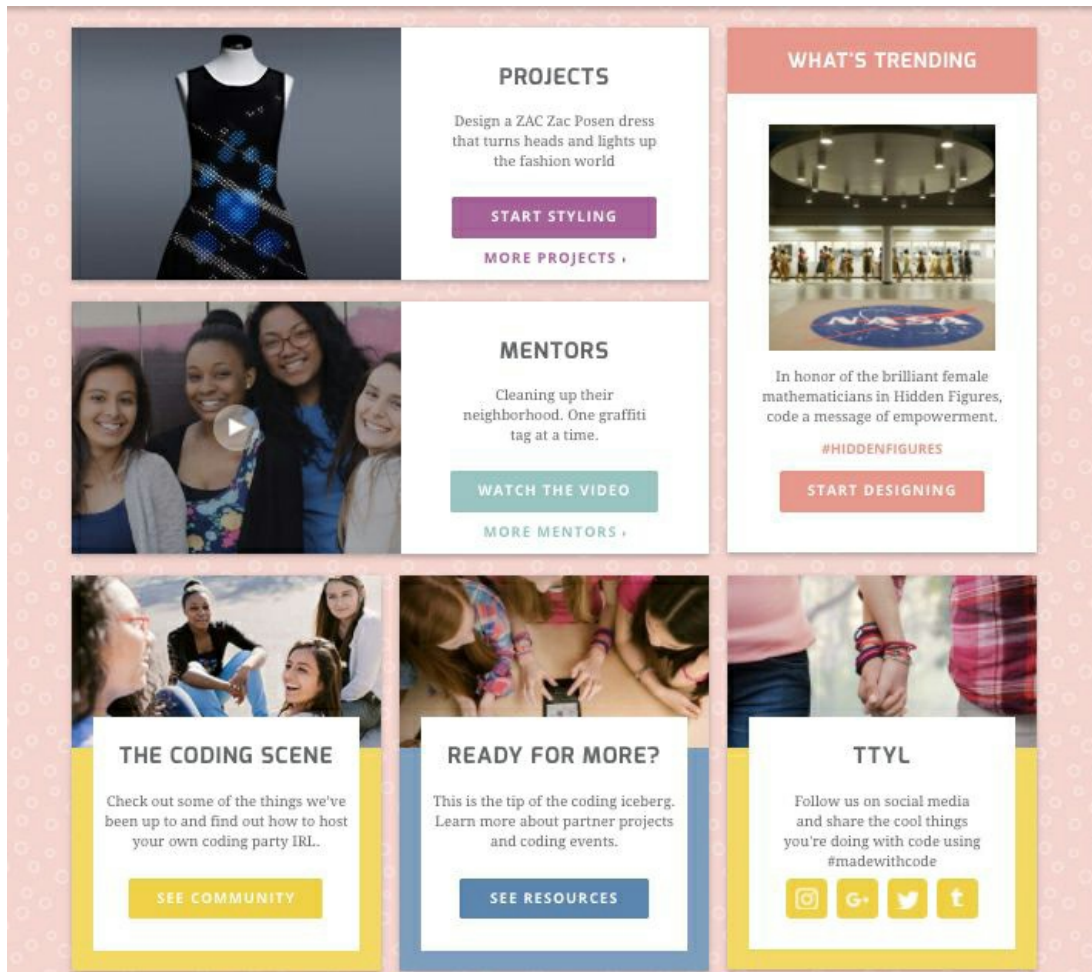 PROJECTS
Design a ZAC Zac Posen dress
that turns heads and lights up
the fashion world
START STYLING
MORE PROJECTS ›
WHAT'S TRENDING
NASA
In honor of the brilliant female
mathematicians in Hidden Figures,
code a message of empowerment.
#HIDDENFIGURES
START DESIGNING
MENTORS
Cleaning up their
neighborhood. One graffiti
tag at a time.
WATCH THE VIDEO
MORE MENTORS ›
THE CODING SCENE
Check out some of the things we've
been up to and find out how to host
your own coding party IRL.
SEE COMMUNITY
READY FOR MORE?
This is the tip of the coding iceberg.
Learn more about partner projects
and coding events.
SEE RESOURCES
TTYL
Follow us on social media
and share the cool things
you're doing with code using
#madewithcode
G+ t